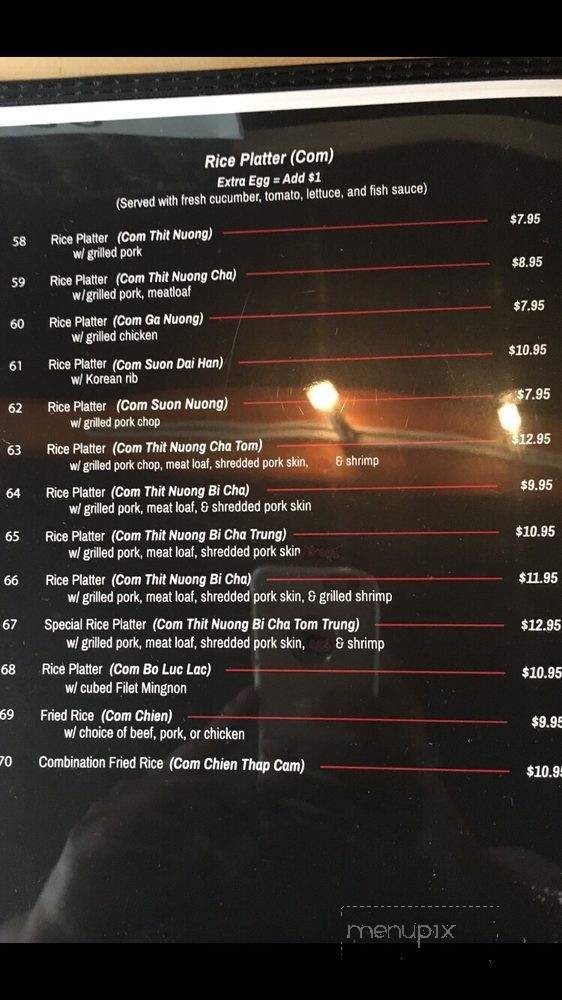 Rice Platter (Com)
Extra Egg = Add $1
(Served with fresh cucumber, tomato, lettuce, and fish sauce)
58 Rice Platter (Com Thit Nuong) $7.95
w/ grilled pork
59 Rice Platter (Com Thit Nuong Cha) $8.95
w/grilled pork, meatloaf
60 Rice Platter (Com Ga Nuong) $7.95
w/ grilled chicken
61 Rice Platter (Com Suon Dai Han) $10.95
w/ Korean rib
62 Rice Platter (Com Suon Nuong) $7.95
w/ grilled pork chop
63 Rice Platter (Com Thit Nuong Cha Tom) $12.95
w/ grilled pork chop, meat loaf, shredded pork skin, & shrimp
64 Rice Platter (Com Thit Nuong Bi Cha) $9.95
w/ grilled pork, meat loaf, & shredded pork skin
65 Rice Platter (Com Thit Nuong Bi Cha Trung) $10.95
w/ grilled pork, meat loaf, shredded pork skin
66 Rice Platter (Com Thit Nuong Bi Cha) $11.95
w/ grilled pork, meat loaf, shredded pork skin, & grilled shrimp
67 Special Rice Platter (Com Thit Nuong Bi Cha Tom Trung) $12.95
w/ grilled pork, meat loaf, shredded pork skin, & shrimp
68 Rice Platter (Com Bo Luc Lac) $10.95
w/ cubed Filet Mingnon
69 Fried Rice (Com Chien) $9.95
w/ choice of beef, pork, or chicken
70 Combination Fried Rice (Com Chien Thap Cam) $10.9
menupix